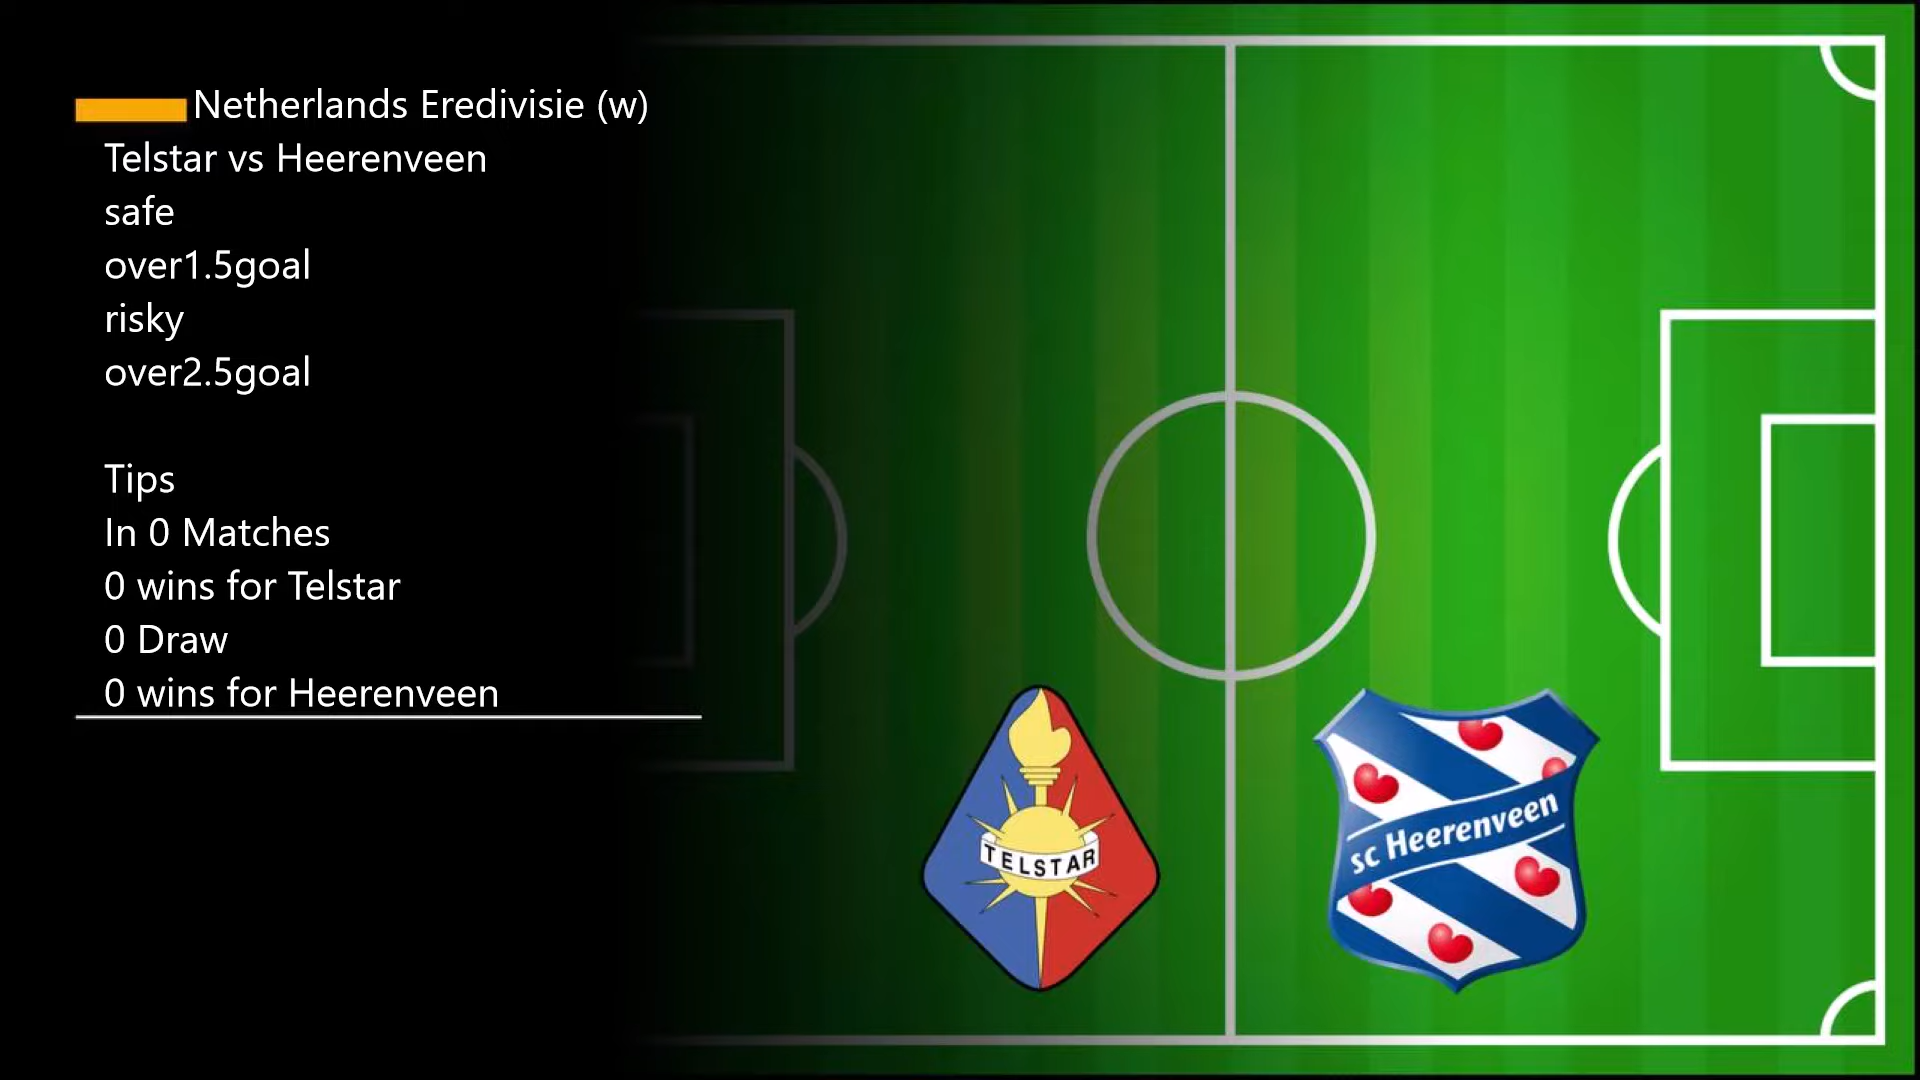 Netherlands Eredivisie (w)
Telstar vs Heerenveen
safe
over1.5goal
risky
over2.5goal
Tips
In 0 Matches
0 wins for Telstar
0 Draw
0 wins for Heerenveen
TELSTAR
sc Heerenveen